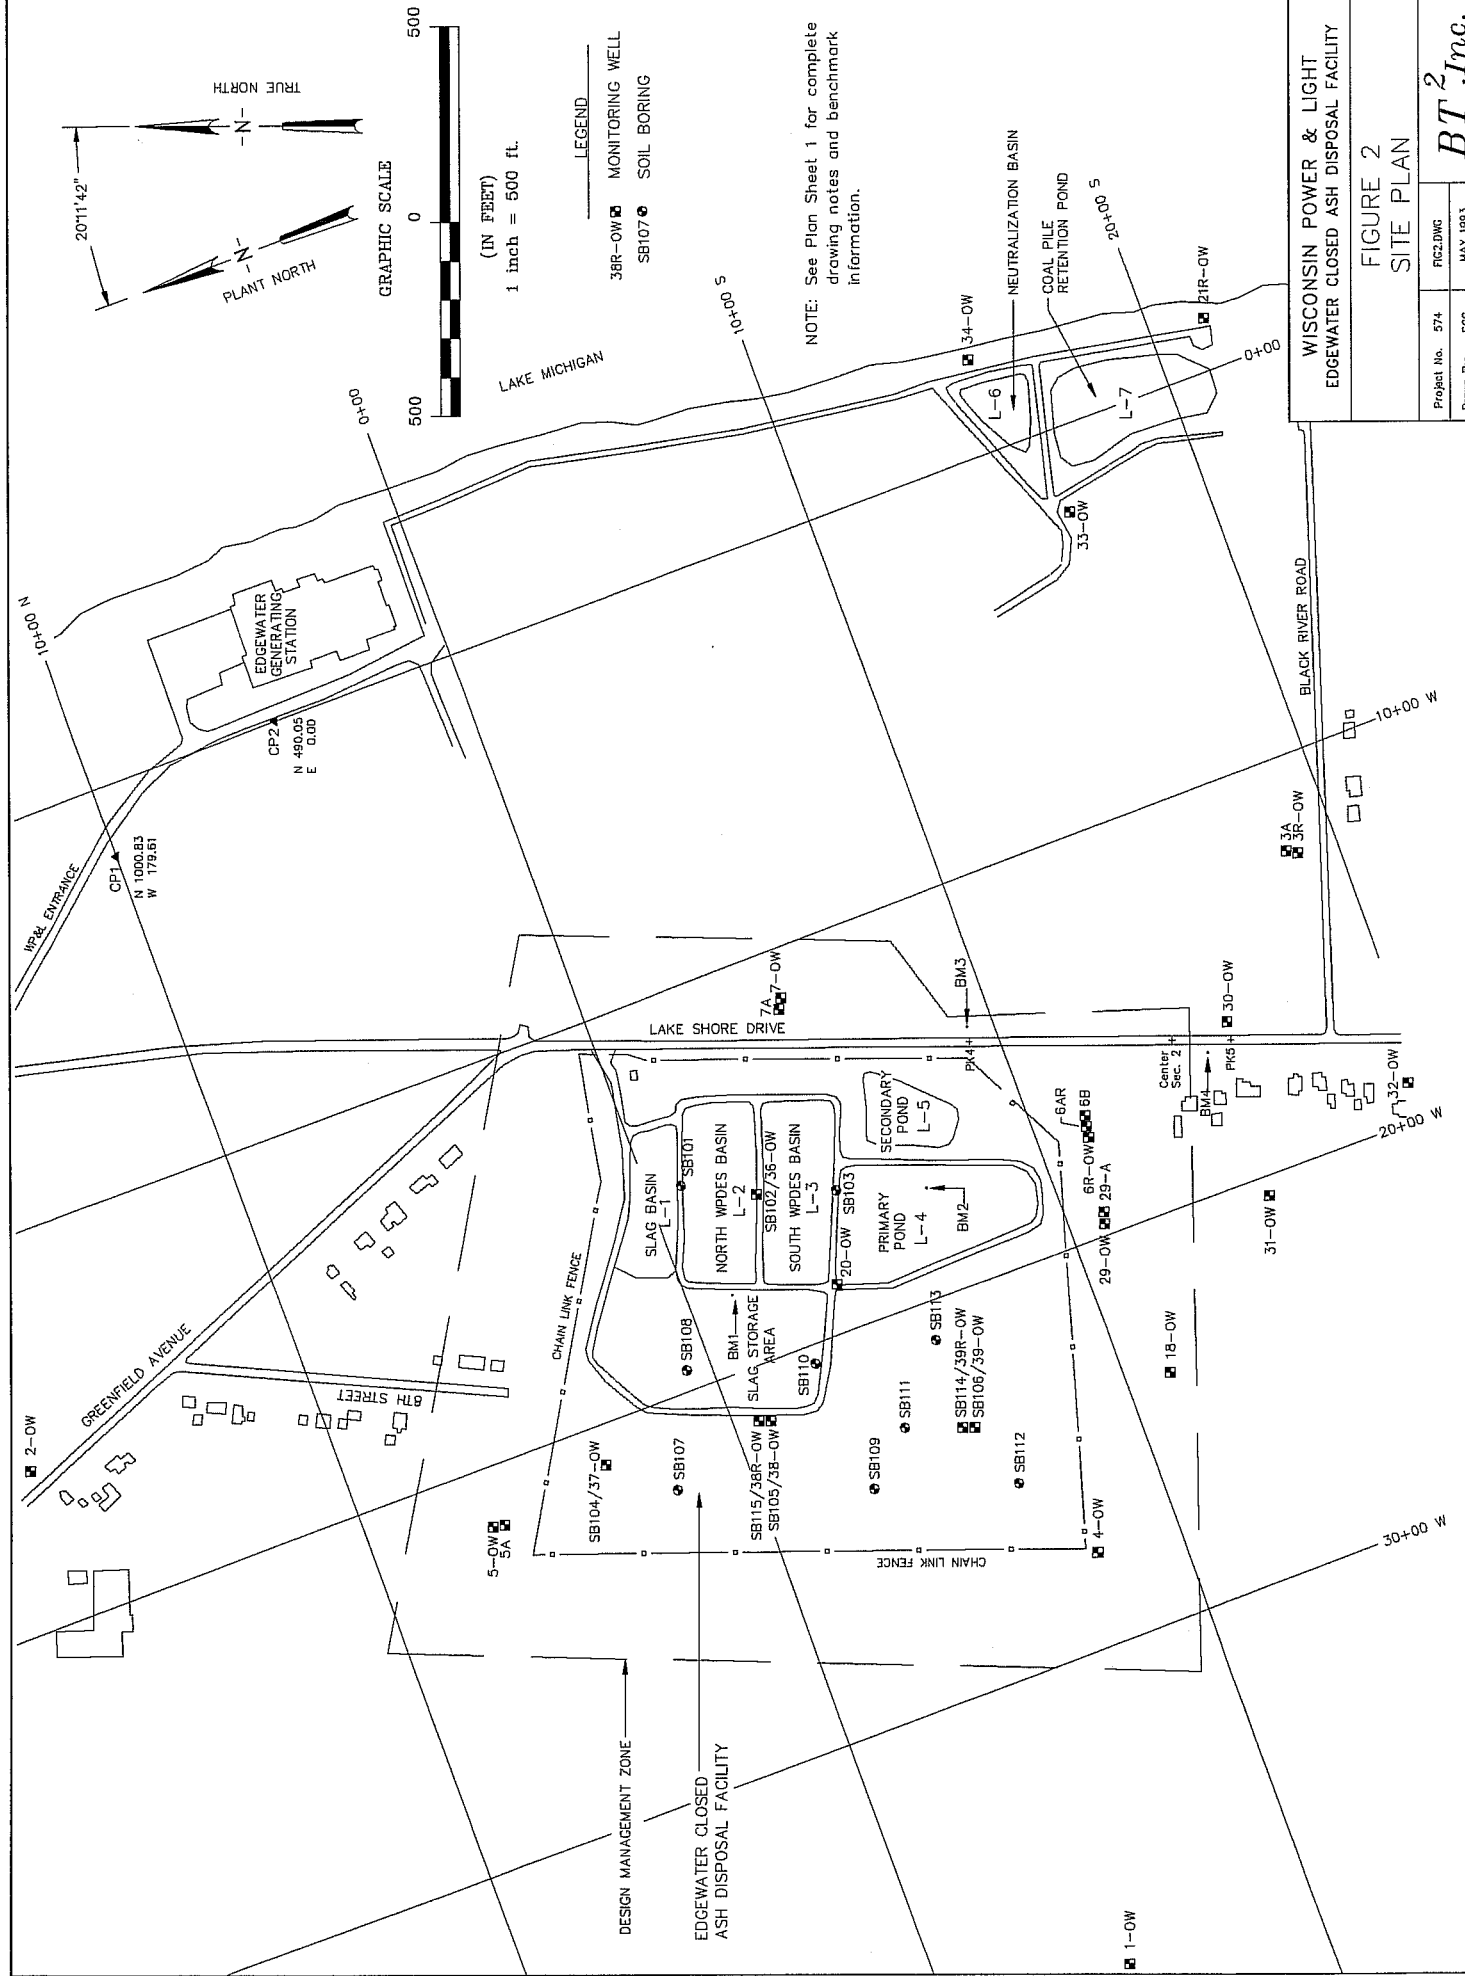 20°11'42"
PLANT NORTH
-N-
-N-
TRUE NORTH
GRAPHIC SCALE
500
0
500
(IN FEET)
1 inch = 500 ft.
LEGEND
38R-OW MONITORING WELL
SB107 SOIL BORING
NOTE: See Plan Sheet 1 for complete
drawing notes and benchmark
information.
WISCONSIN POWER & LIGHT
EDGEWATER CLOSED ASH DISPOSAL FACILITY
FIGURE 2
SITE PLAN
Project No. 574
FIG2.DWG
MAY 1993
BT² Inc.
LAKE MICHIGAN
10+00 N
0+00
10+00 S
20+00 S
0+00
10+00 W
20+00 W
30+00 W
EDGEWATER
GENERATING
STATION
CP2
N 490.05
E 0.00
CP1
N 1000.83
W 179.61
WP&L ENTRANCE
34-OW
NEUTRALIZATION BASIN
L-6
COAL PILE
RETENTION POND
L-7
21R-OW
33-OW
BLACK RIVER ROAD
3A
3R-OW
7A
7-OW
LAKE SHORE DRIVE
BM3
PK4
30-OW
Center
Sec. 2
PK5
BM4
32-OW
GREENFIELD AVENUE
2-OW
8TH STREET
CHAIN LINK FENCE
SLAG BASIN
L-1
SB101
NORTH WPDES BASIN
L-2
SB102/36-OW
SOUTH WPDES BASIN
L-3
SB103
SECONDARY
POND
L-5
PRIMARY
POND
L-4
BM2
20-OW
6AR
6B
6R-OW
29-A
29-OW
31-OW
18-OW
BM1
SLAG STORAGE
AREA
SB108
SB110
SB113
SB111
SB114/39R-OW
SB106/39-OW
SB104/37-OW
SB107
SB115/38R-OW
SB105/38-OW
SB109
SB112
5-OW
5A
4-OW
CHAIN LINK FENCE
DESIGN MANAGEMENT ZONE
EDGEWATER CLOSED
ASH DISPOSAL FACILITY
1-OW